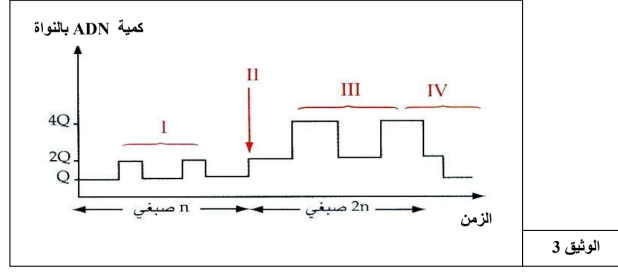 كمية ADN بالنواة
II
III
IV
I
4Q
2Q
Q
n صبغي
2n صبغي
الزمن
الوثيق 3